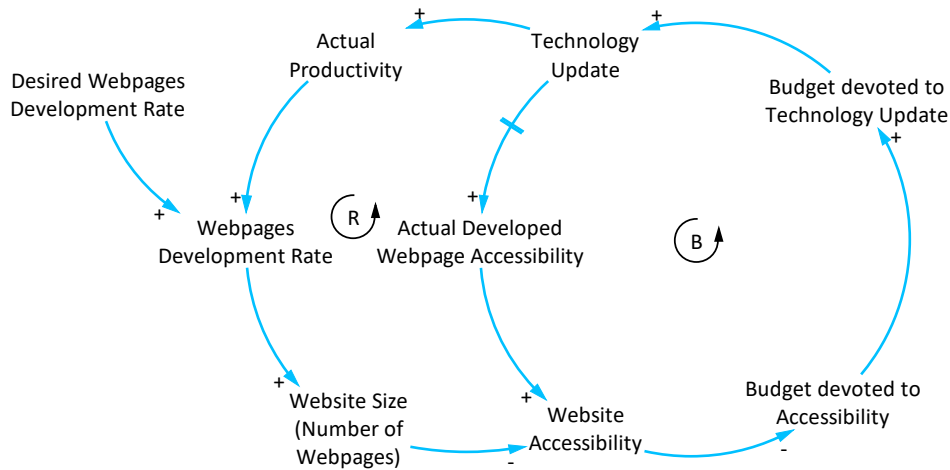 +
+
Actual
Productivity
Technology
Update
Desired Webpages
Development Rate
Budget devoted to
Technology Update
+
+
+
+
Webpages
Development Rate
R
Actual Developed
Webpage Accessibility
B
+
+
Website Size
(Number of
Webpages)
Website
Accessibility
Budget devoted to
Accessibility
-
-